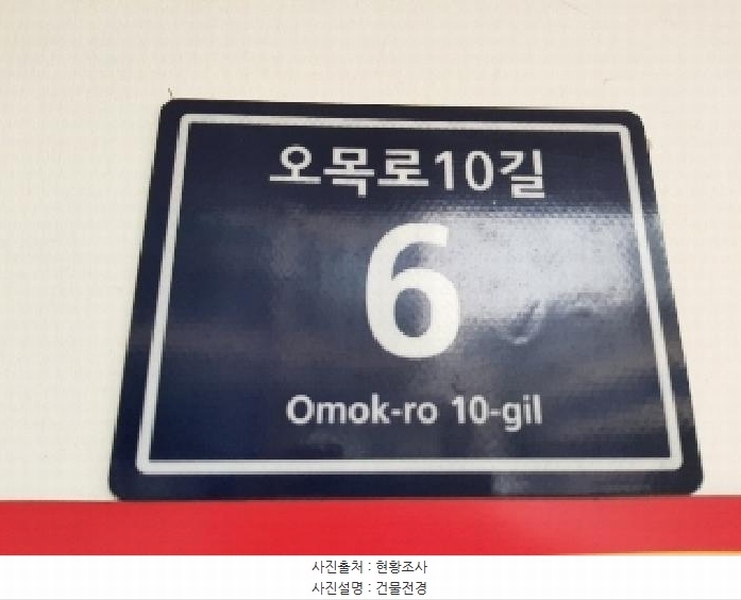 오목로10길
6
Omok-ro 10-gil
사진출처 : 현황조사
사진설명 : 건물전경